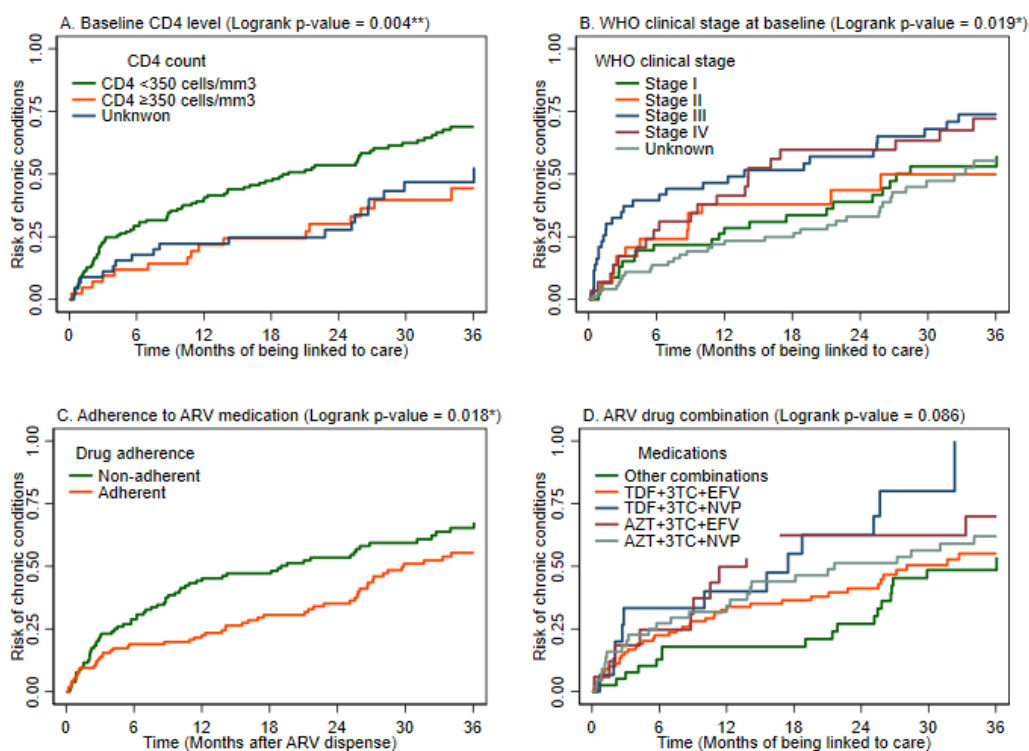 A. Baseline CD4 level (Logrank p-value = 0.004**)
CD4 count
CD4 <350 cells/mm3
CD4 ≥350 cells/mm3
Unknwon
Risk of chronic conditions
0.00 0.25 0.50 0.75 1.00
0 6 12 18 24 30 36
Time (Months of being linked to care)
B. WHO clinical stage at baseline (Logrank p-value = 0.019*)
WHO clinical stage
Stage I
Stage II
Stage III
Stage IV
Unknown
Risk of chronic conditions
0.00 0.25 0.50 0.75 1.00
0 6 12 18 24 30 36
Time (Months of being linked to care)
C. Adherence to ARV medication (Logrank p-value = 0.018*)
Drug adherence
Non-adherent
Adherent
Risk of chronic conditions
0.00 0.25 0.50 0.75 1.00
0 6 12 18 24 30 36
Time (Months after ARV dispense)
D. ARV drug combination (Logrank p-value = 0.086)
Medications
Other combinations
TDF+3TC+EFV
TDF+3TC+NVP
AZT+3TC+EFV
AZT+3TC+NVP
Risk of chronic conditions
0.00 0.25 0.50 0.75 1.00
0 6 12 18 24 30 36
Time (Months of being linked to care)